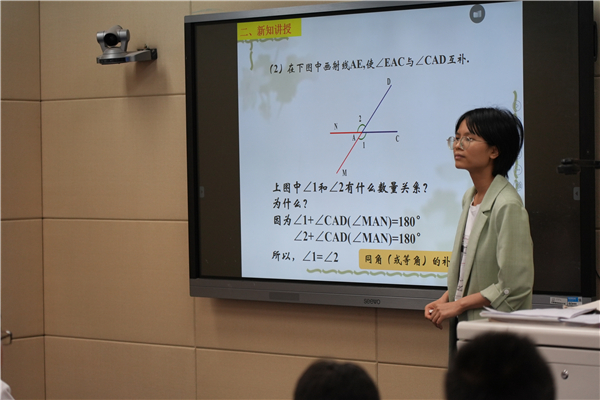 二、新知讲授
(2) 在下图中画射线AE,使∠EAC与∠CAD互补.
D
2
N
A
1
C
M
上图中∠1和∠2有什么数量关系?
为什么?
因为∠1+∠CAD(∠MAN)=180°
∠2+∠CAD(∠MAN)=180°
所以，∠1=∠2
同角（或等角）的补